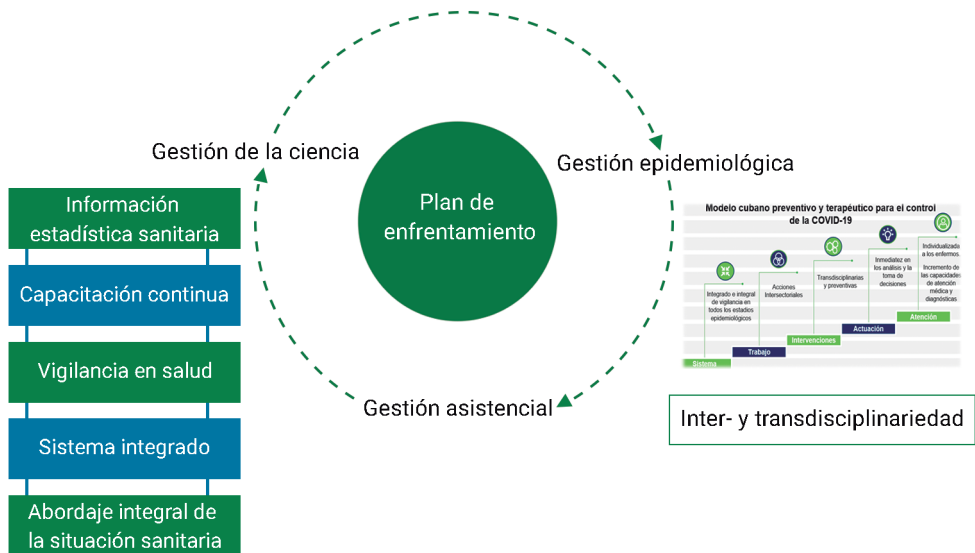 Gestión de la ciencia
Gestión epidemiológica
Gestión asistencial
Plan de
enfrentamiento
Información
estadística sanitaria
Capacitación continua
Vigilancia en salud
Sistema integrado
Abordaje integral de
la situación sanitaria
Modelo cubano preventivo y terapéutico para el control
de la COVID-19
Integrado e integral
de vigilancia en
todos los estadios
epidemiológicos
Sistema
Acciones
Intersectoriales
Trabajo
Transdisciplinarias
y preventivas
Intervenciones
Inmediatez en
los análisis y la
toma de
decisiones
Actuación
Individualizada
a los enfermos
Incremento de
las capacidades
de atención
médica y
diagnósticas
Atención
Inter- y transdisciplinariedad